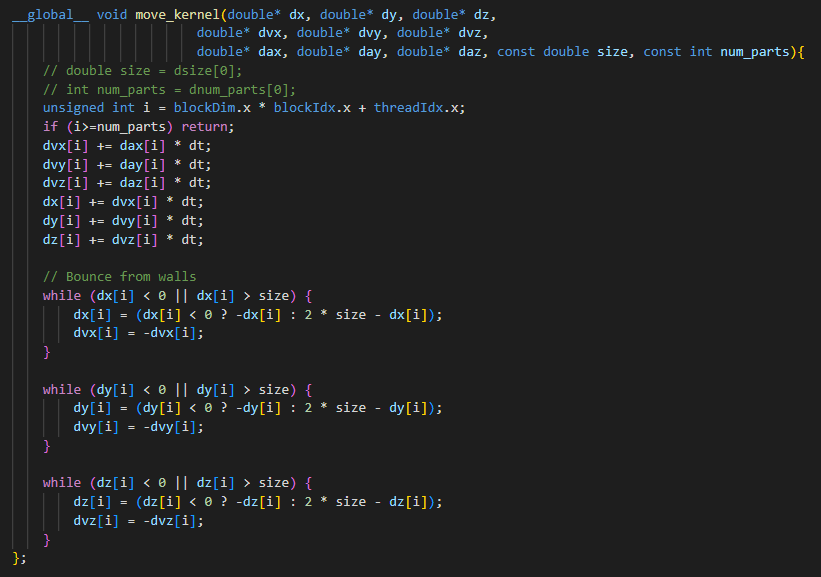 __global__ void move_kernel(double* dx, double* dy, double* dz,
                        double* dvx, double* dvy, double* dvz,
                        double* dax, double* day, double* daz, const double size, const int num_parts){
    // double size = dsize[0];
    // int num_parts = dnum_parts[0];
    unsigned int i = blockDim.x * blockIdx.x + threadIdx.x;
    if (i>=num_parts) return;
    dvx[i] += dax[i] * dt;
    dvy[i] += day[i] * dt;
    dvz[i] += daz[i] * dt;
    dx[i] += dvx[i] * dt;
    dy[i] += dvy[i] * dt;
    dz[i] += dvz[i] * dt;

    // Bounce from walls
    while (dx[i] < 0 || dx[i] > size) {
        dx[i] = (dx[i] < 0 ? -dx[i] : 2 * size - dx[i]);
        dvx[i] = -dvx[i];
    }

    while (dy[i] < 0 || dy[i] > size) {
        dy[i] = (dy[i] < 0 ? -dy[i] : 2 * size - dy[i]);
        dvy[i] = -dvy[i];
    }

    while (dz[i] < 0 || dz[i] > size) {
        dz[i] = (dz[i] < 0 ? -dz[i] : 2 * size - dz[i]);
        dvz[i] = -dvz[i];
    }
};